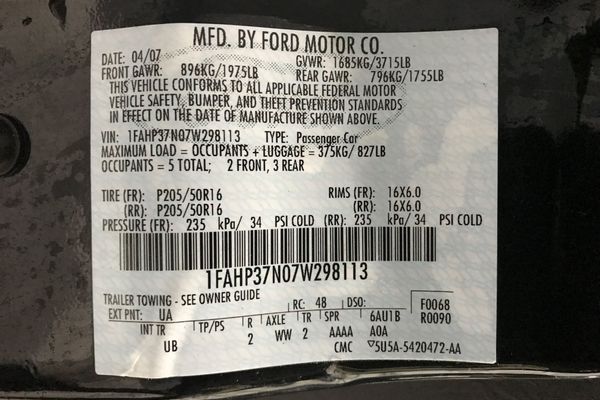 MFD. BY FORD MOTOR CO.
DATE: 04/07 GVWR: 1685KG/3715LB
FRONT GAWR: 896KG/1975LB REAR GAWR: 796KG/1755LB
THIS VEHICLE CONFORMS TO ALL APPLICABLE FEDERAL MOTOR
VEHICLE SAFETY, BUMPER, AND THEFT PREVENTION STANDARDS
IN EFFECT ON THE DATE OF MANUFACTURE SHOWN ABOVE.
VIN: 1FAHP37N07W298113 TYPE: Passenger Car
MAXIMUM LOAD = OCCUPANTS + LUGGAGE = 375KG/ 827LB
OCCUPANTS = 5 TOTAL; 2 FRONT, 3 REAR
TIRE (FR): P205/50R16 RIMS (FR): 16X6.0
(RR): P205/50R16 (RR): 16X6.0
PRESSURE (FR): 235 kPa/ 34 PSI COLD (RR): 235 kPa/ 34 PSI COLD
1FAHP37N07W298113
TRAILER TOWING - SEE OWNER GUIDE
EXT PNT: UA RC: 48 DSO: F0068
INT TR TP/PS R AXLE TR SPR 6AU1B R0090
UB 2 WW 2 AAAA A0A
CMC ▽5U5A-5420472-AA